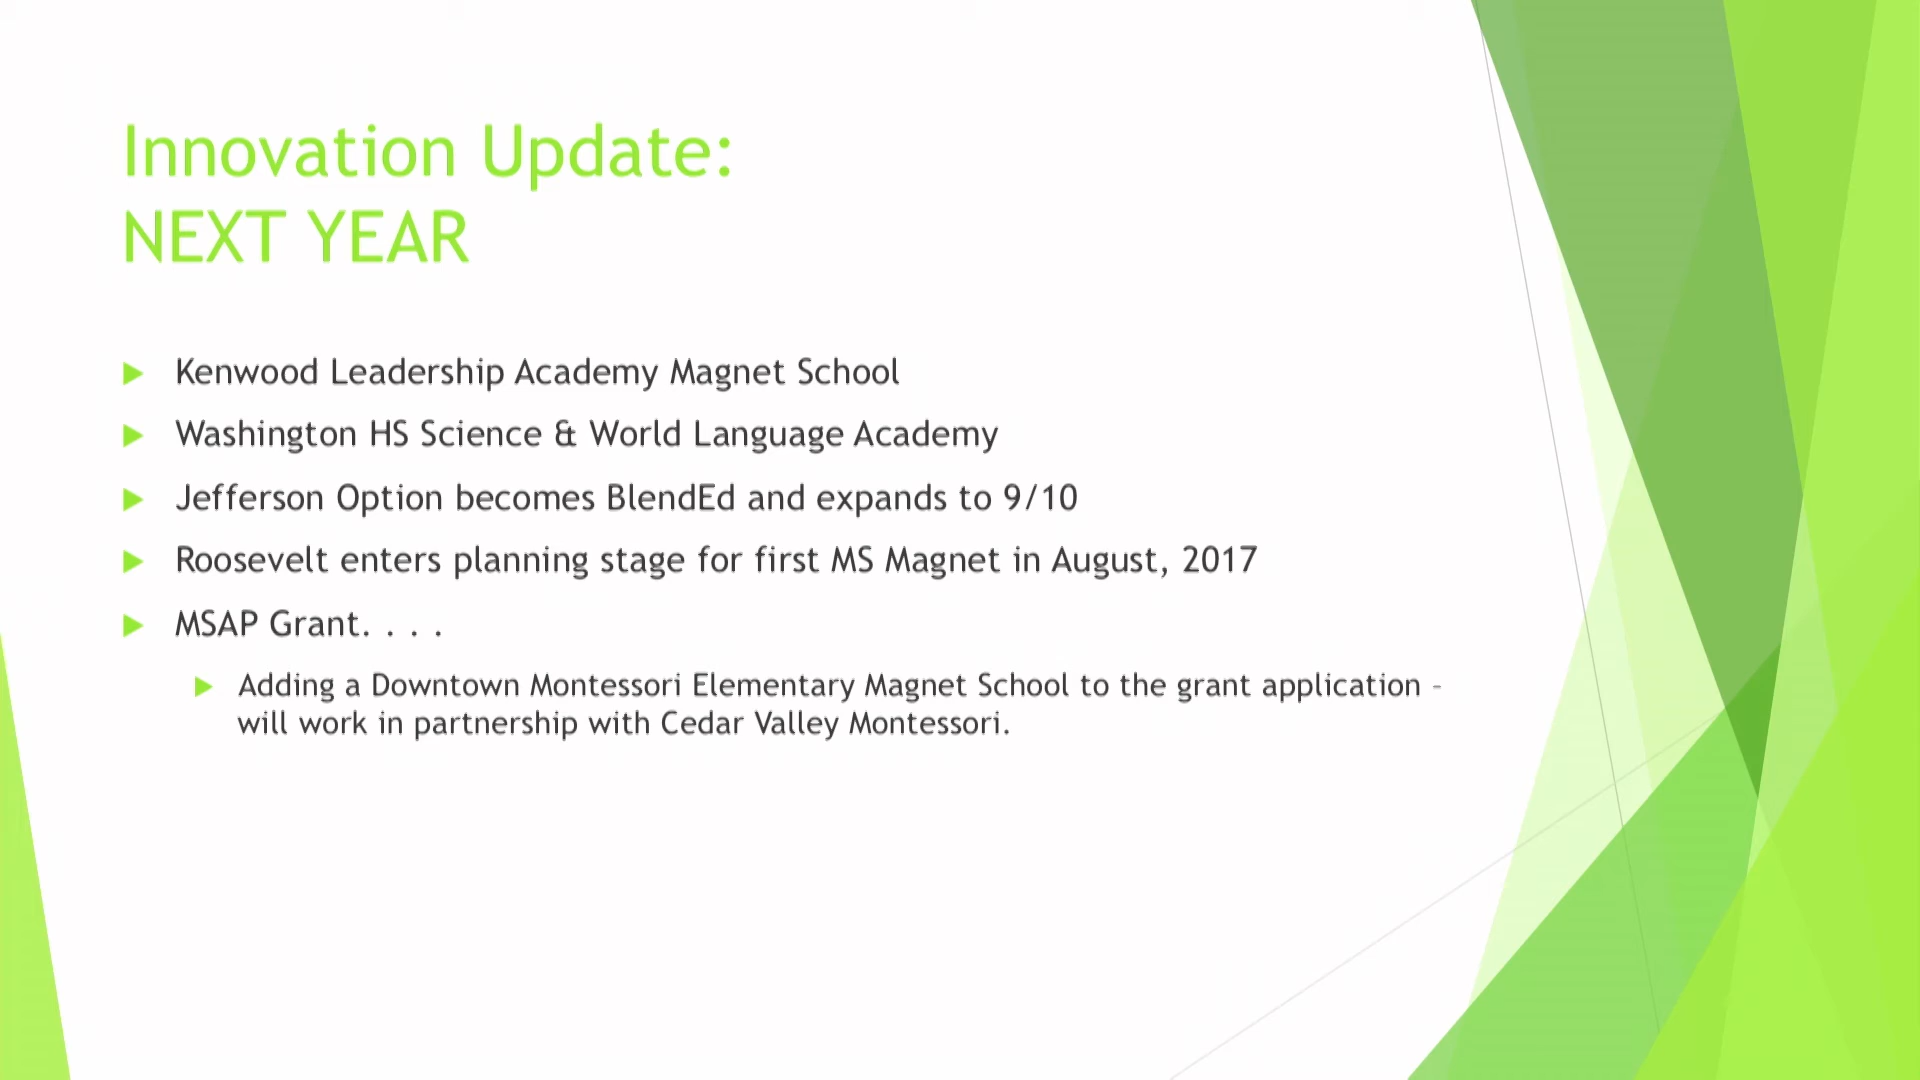 Innovation Update:
NEXT YEAR
Kenwood Leadership Academy Magnet School
Washington HS Science & World Language Academy
Jefferson Option becomes BlendEd and expands to 9/10
Roosevelt enters planning stage for first MS Magnet in August, 2017
MSAP Grant. . . .
Adding a Downtown Montessori Elementary Magnet School to the grant application –
will work in partnership with Cedar Valley Montessori.